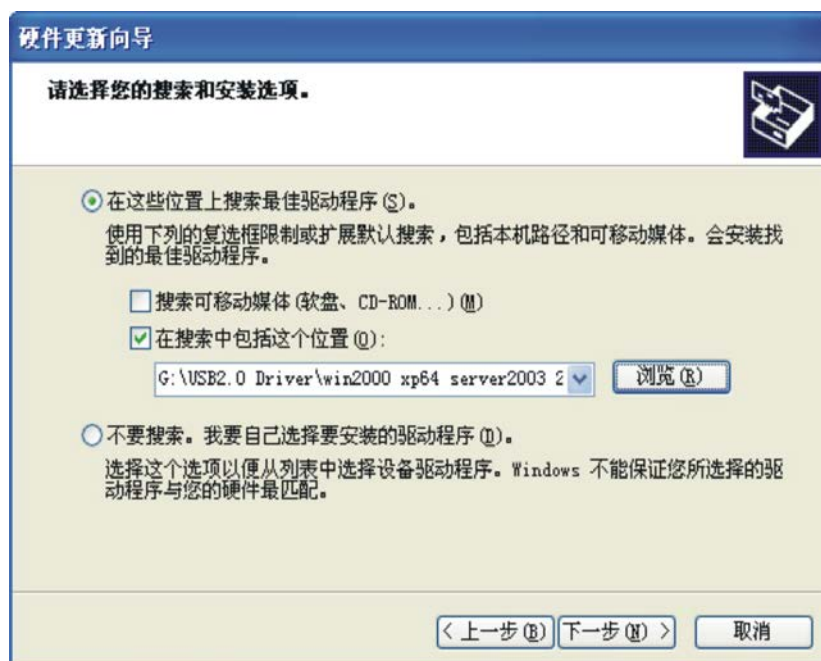 硬件更新向导
请选择您的搜索和安装选项。
在这些位置上搜索最佳驱动程序(S)。
使用下列的复选框限制或扩展默认搜索，包括本机路径和可移动媒体。会安装找
到的最佳驱动程序。
搜索可移动媒体(软盘、CD-ROM...)(M)
在搜索中包括这个位置(O):
G:\USB2.0 Driver\win2000 xp64 server2003 2
浏览(R)
不要搜索。我要自己选择要安装的驱动程序(D)。
选择这个选项以便从列表中选择设备驱动程序。Windows 不能保证您所选择的驱
动程序与您的硬件最匹配。
< 上一步(B) 下一步(N) > 取消